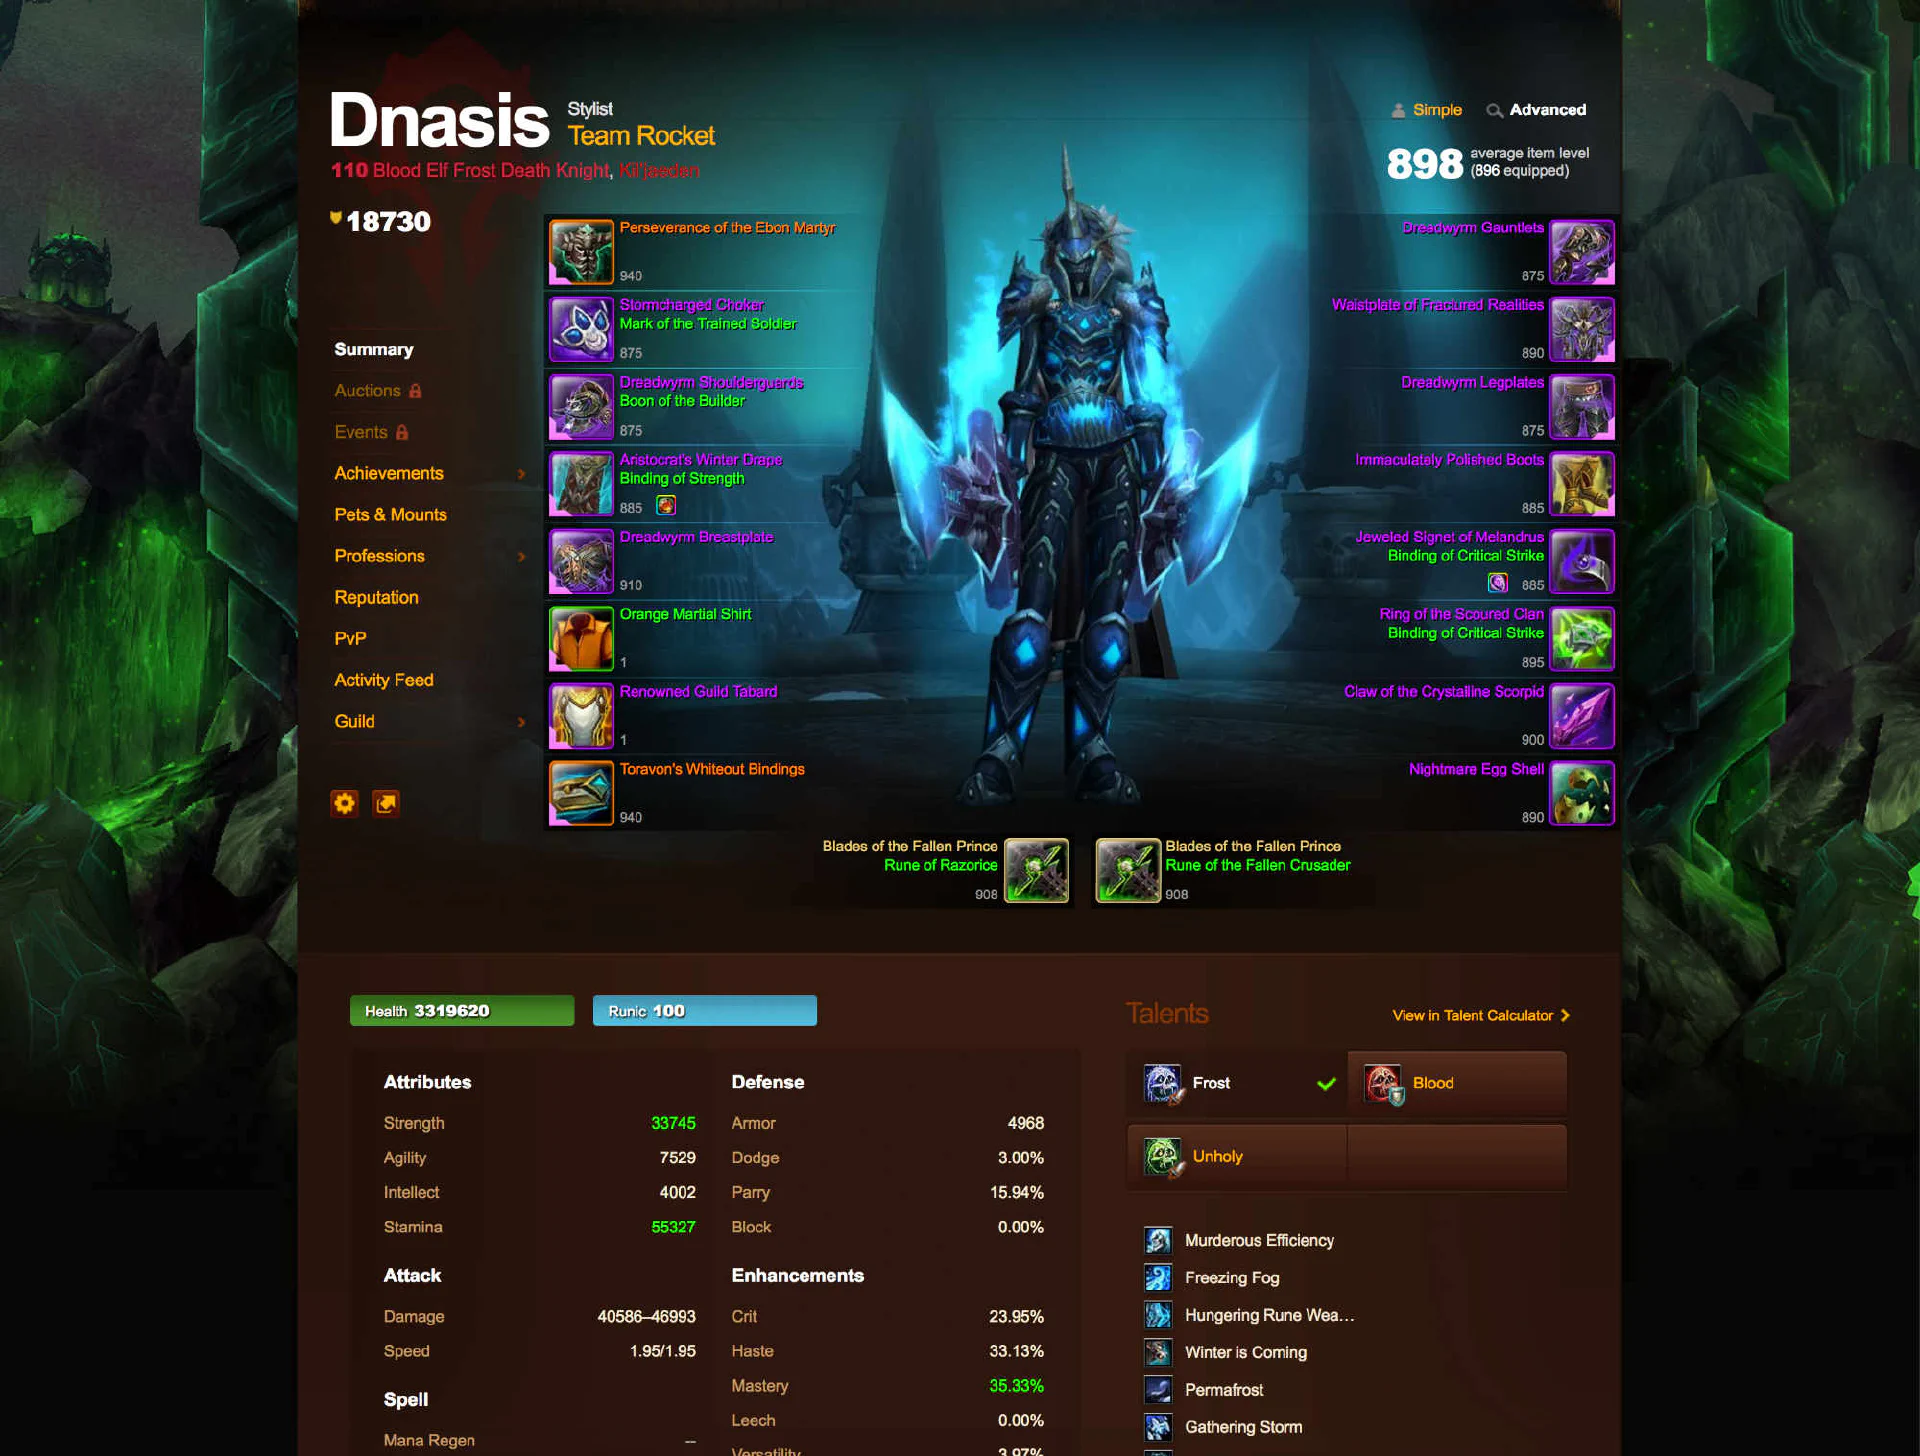 Dnasis
Stylist
Team Rocket
110 Blood Elf Frost Death Knight, Kil'jaeden
18730
Simple
Advanced
898 average item level
(896 equipped)
Summary
Auctions
Events
Achievements
Pets & Mounts
Professions
Reputation
PvP
Activity Feed
Guild
Perseverance of the Ebon Martyr
940
Stormcharged Choker
Mark of the Trained Soldier
875
Dreadwyrm Shoulderguards
Boon of the Builder
875
Aristocrat's Winter Drape
Binding of Strength
885
Dreadwyrm Breastplate
910
Orange Martial Shirt
1
Renowned Guild Tabard
1
Toravon's Whiteout Bindings
940
Dreadwyrm Gauntlets
875
Waistplate of Fractured Realities
890
Dreadwyrm Legplates
875
Immaculately Polished Boots
885
Jeweled Signet of Melandrus
Binding of Critical Strike
885
Ring of the Scoured Clan
Binding of Critical Strike
895
Claw of the Crystalline Scorpid
900
Nightmare Egg Shell
890
Blades of the Fallen Prince
Rune of Razorice
908
Blades of the Fallen Prince
Rune of the Fallen Crusader
908
Health 3319620
Runic 100
Attributes
Strength 33745
Agility 7529
Intellect 4002
Stamina 55327
Attack
Damage 40586–46993
Speed 1.95/1.95
Spell
Mana Regen --
Defense
Armor 4968
Dodge 3.00%
Parry 15.94%
Block 0.00%
Enhancements
Crit 23.95%
Haste 33.13%
Mastery 35.33%
Leech 0.00%
Versatility 3.97%
Talents
View in Talent Calculator
Frost
Blood
Unholy
Murderous Efficiency
Freezing Fog
Hungering Rune Wea...
Winter is Coming
Permafrost
Gathering Storm